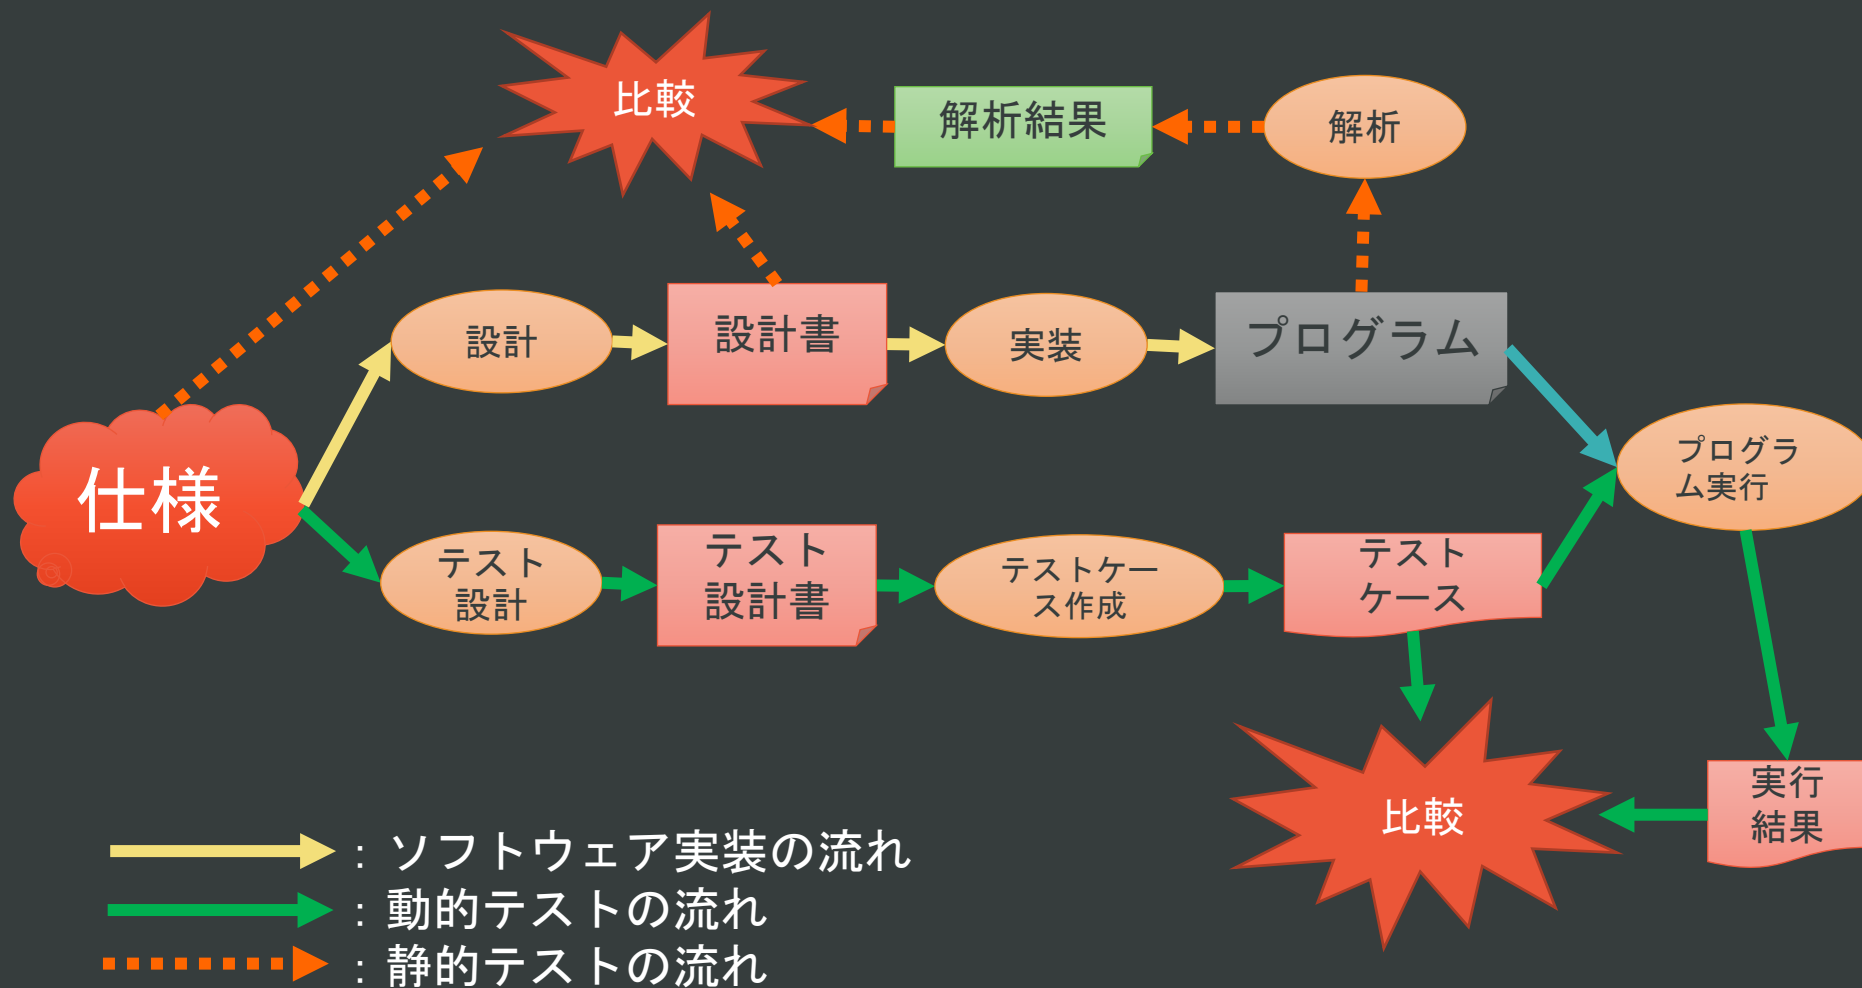 比較
解析結果
解析
設計
設計書
実装
プログラム
仕様
プログラ
ム実行
テスト
設計
テスト
設計書
テストケー
ス作成
テスト
ケース
実行
結果
比較
：ソフトウェア実装の流れ
：動的テストの流れ
：静的テストの流れ